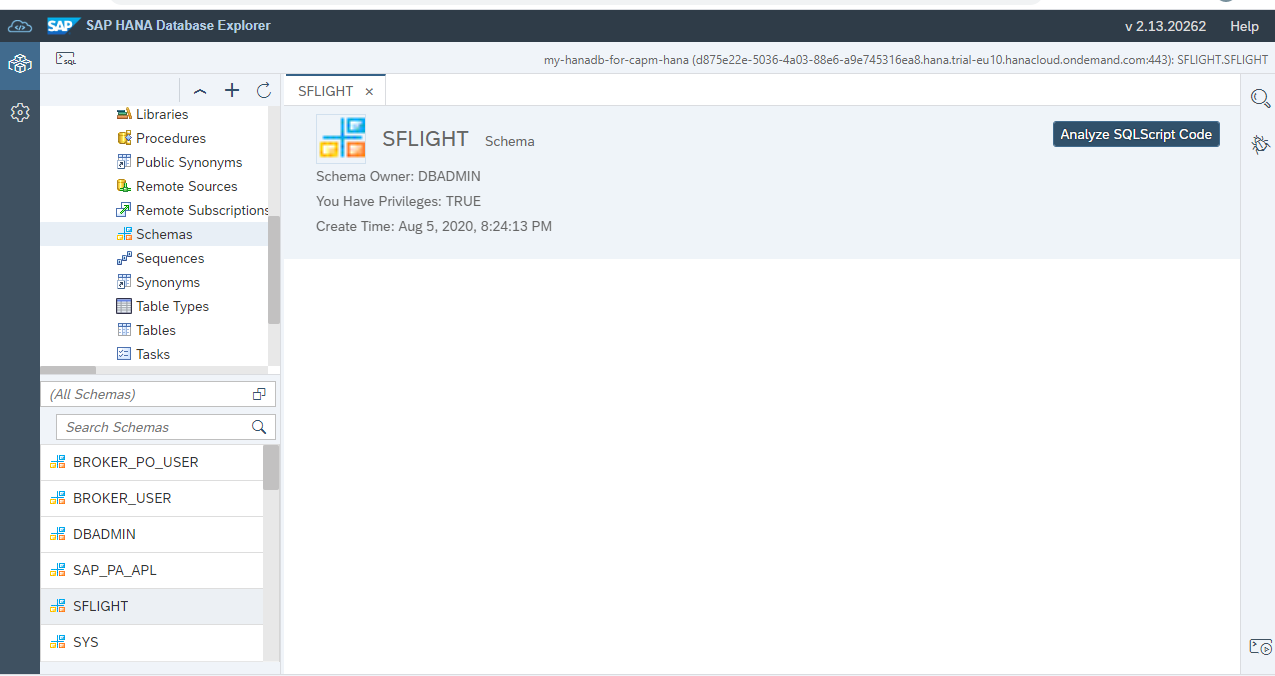 SAP SAP HANA Database Explorer v 2.13.20262 Help
SQL my-hanadb-for-capm-hana (d875e22e-5036-4a03-88e6-a9e745316ea8.hana.trial-eu10.hanacloud.ondemand.com:443): SFLIGHT.SFLIGHT
SFLIGHT ×
Libraries
Procedures
Public Synonyms
Remote Sources
Remote Subscriptions
Schemas
Sequences
Synonyms
Table Types
Tables
Tasks
(All Schemas)
Search Schemas
BROKER_PO_USER
BROKER_USER
DBADMIN
SAP_PA_APL
SFLIGHT
SYS
SFLIGHT Schema
Analyze SQLScript Code
Schema Owner: DBADMIN
You Have Privileges: TRUE
Create Time: Aug 5, 2020, 8:24:13 PM